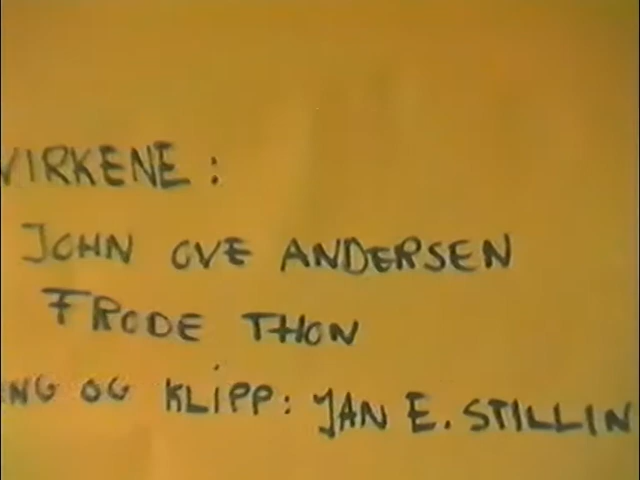 VIRKENE:
JOHN OVE ANDERSEN
FRODE THON
NG OG KLIPP: JAN E. STILLIN